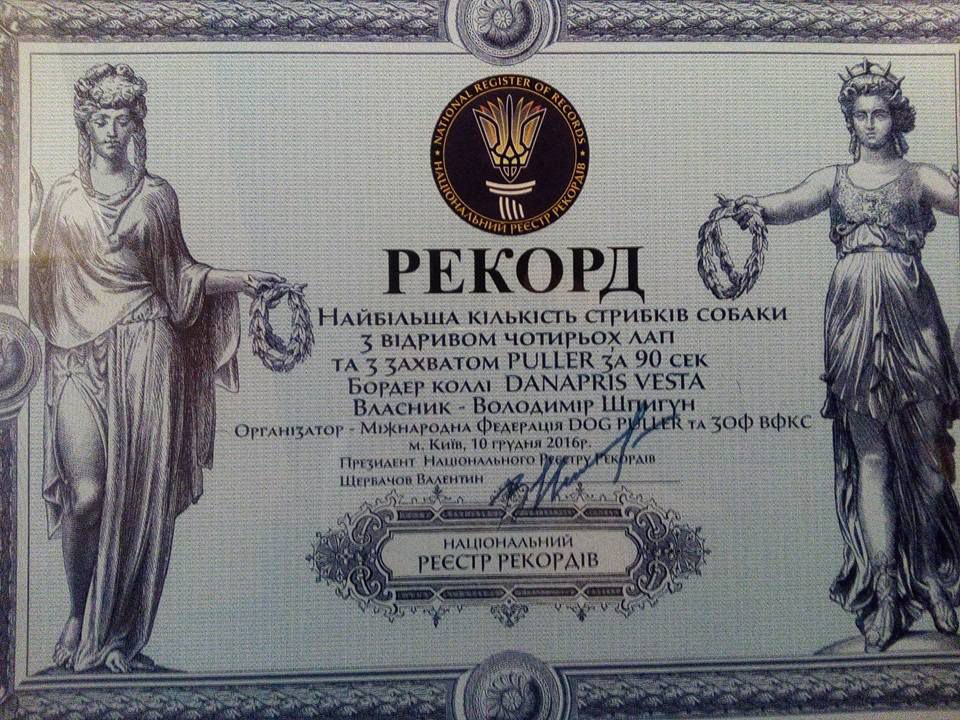 NATIONAL REGISTER OF RECORDS
НАЦІОНАЛЬНИЙ РЕЄСТР РЕКОРДІВ
РЕКОРД
Найбільша кількість стрибків собаки
з відривом чотирьох лап
та з захватом PULLER за 90 сек
Бордер коллі DANAPRIS VESTA
Власник - Володимір Шпигун
Організатор - Міжнародна Федерація DOG PULLER та ЗОФ ВФКС
м. Київ, 10 грудня 2016р.
Президент Національного Реєстру Рекордів
Щербачов Валентин
НАЦІОНАЛЬНИЙ
РЕЄСТР РЕКОРДІВ